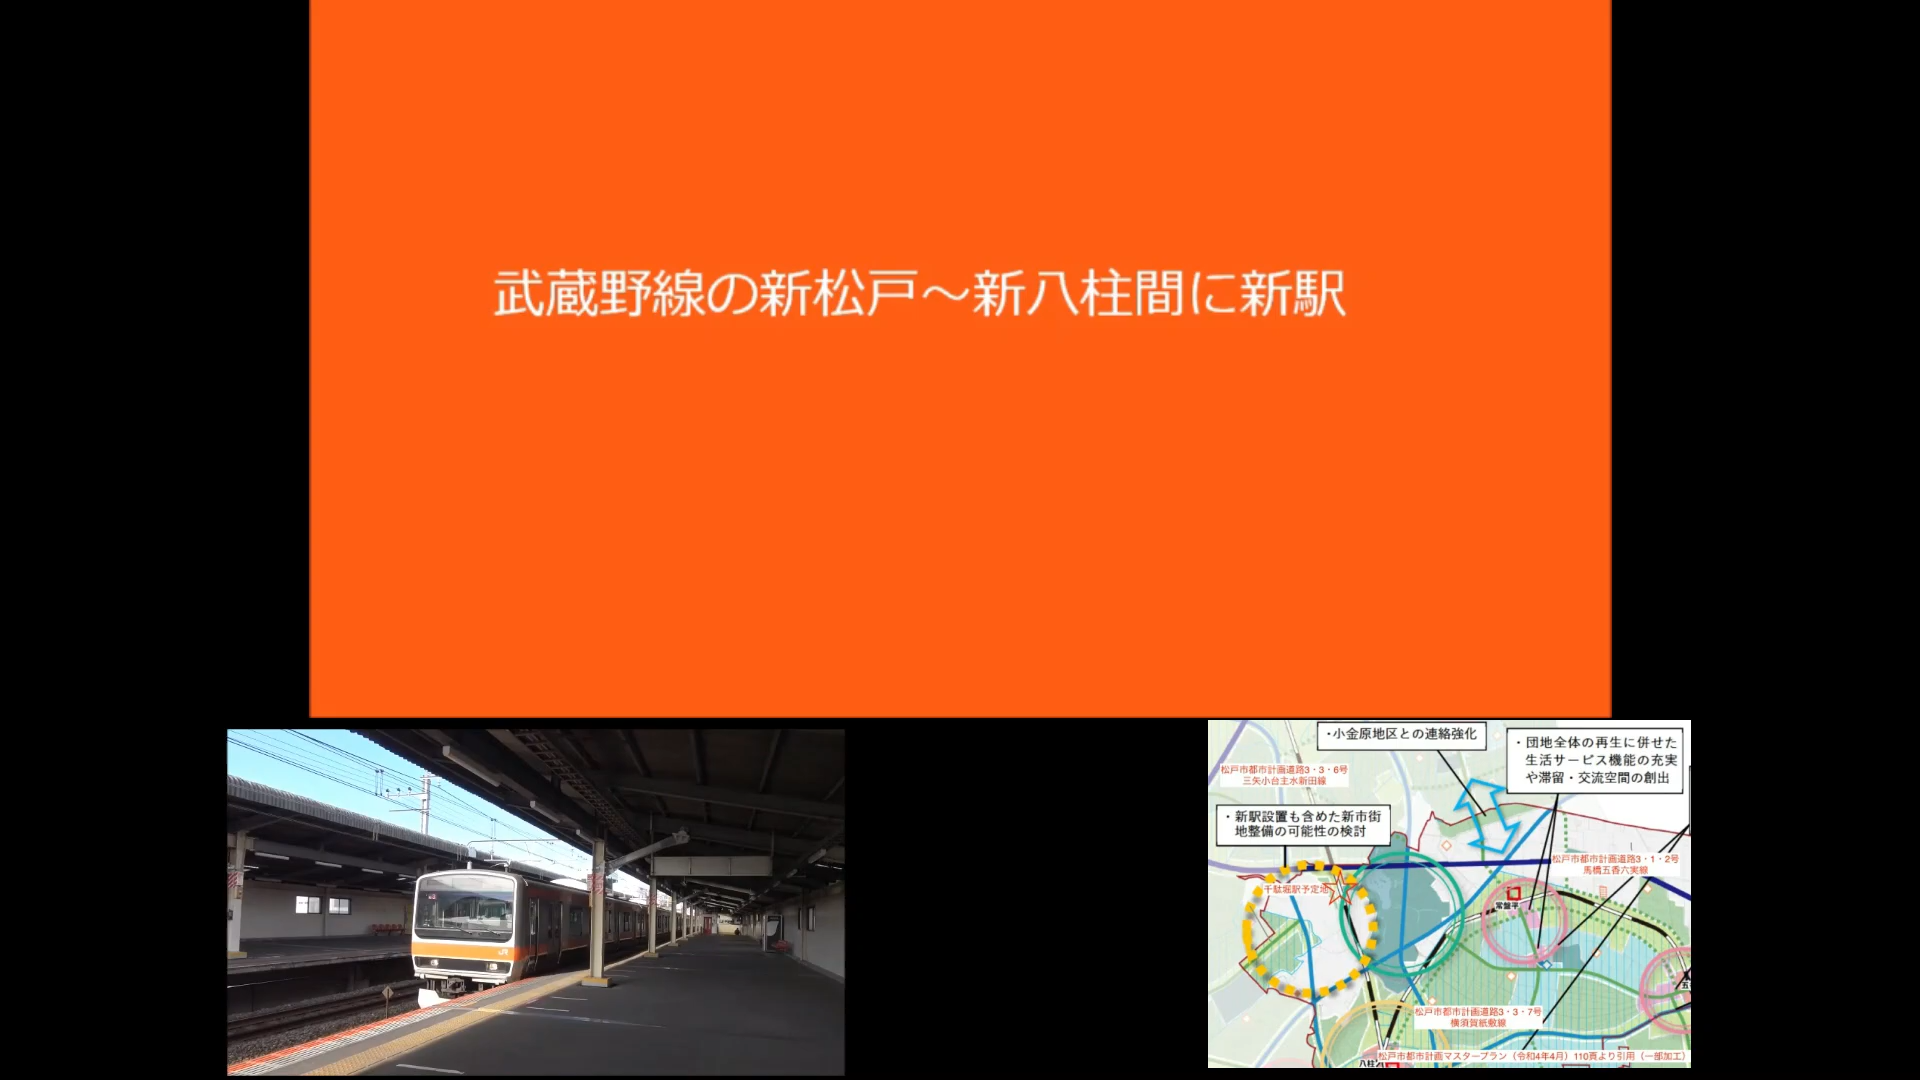 武蔵野線の新松戸～新八柱間に新駅
・小金原地区との連絡強化
・団地全体の再生に併せた
生活サービス機能の充実
や滞留・交流空間の創出
松戸市都市計画道路3・3・6号
三矢小台主水新田線
・新駅設置も含めた新市街
地整備の可能性の検討
松戸市都市計画道路3・1・2号
馬橋五香六実線
千駄堀駅予定地
常盤平
松戸市都市計画道路3・3・7号
横須賀紙敷線
松戸市都市計画マスタープラン（令和4年4月）110頁より引用（一部加工）
八柱
JR